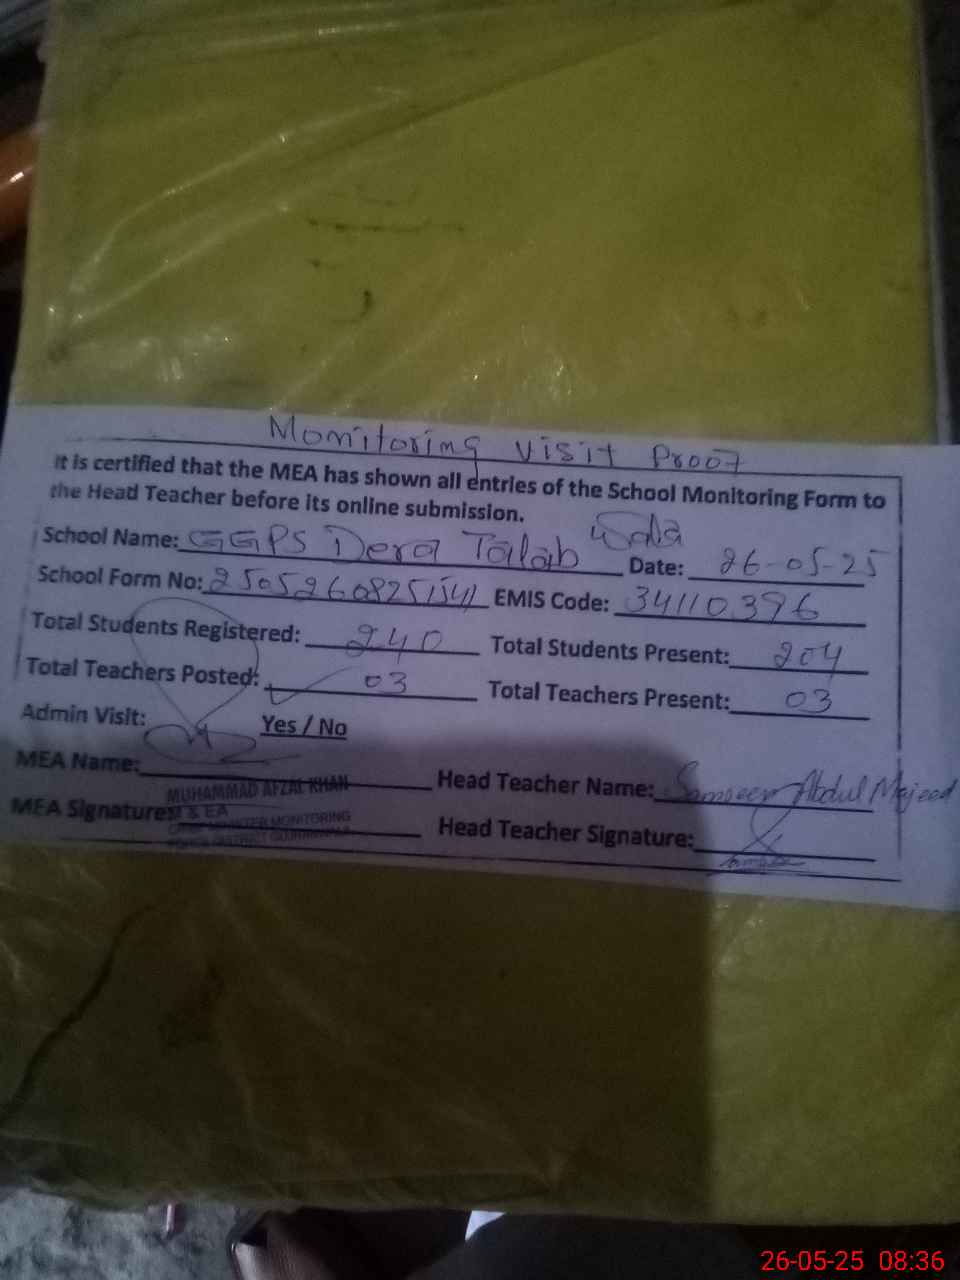 Monitoring Visit Proof
It is certified that the MEA has shown all entries of the School Monitoring Form to
the Head Teacher before its online submission.
School Name: GGPS Dera Talab Wala Date: 26-05-25
School Form No: 2505260825154 EMIS Code: 34110396
Total Students Registered: 240 Total Students Present: 204
Total Teachers Posted: 03 Total Teachers Present: 03
Admin Visit: Yes / No
MEA Name: Head Teacher Name: Abdul Majeed
MUHAMMAD AFZAL KHAN
MEA Signature: M & EA Head Teacher Signature:
MONITORING
DISTRICT
26-05-25 08:36